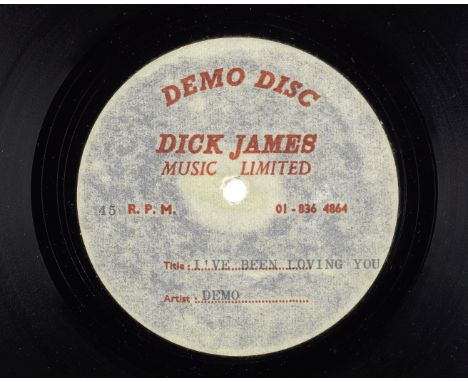 DEMO DISC
DICK JAMES
MUSIC LIMITED
45 R. P. M. 01 - 836 4864
Title : I'VE BEEN LOVING YOU
Artist : DEMO